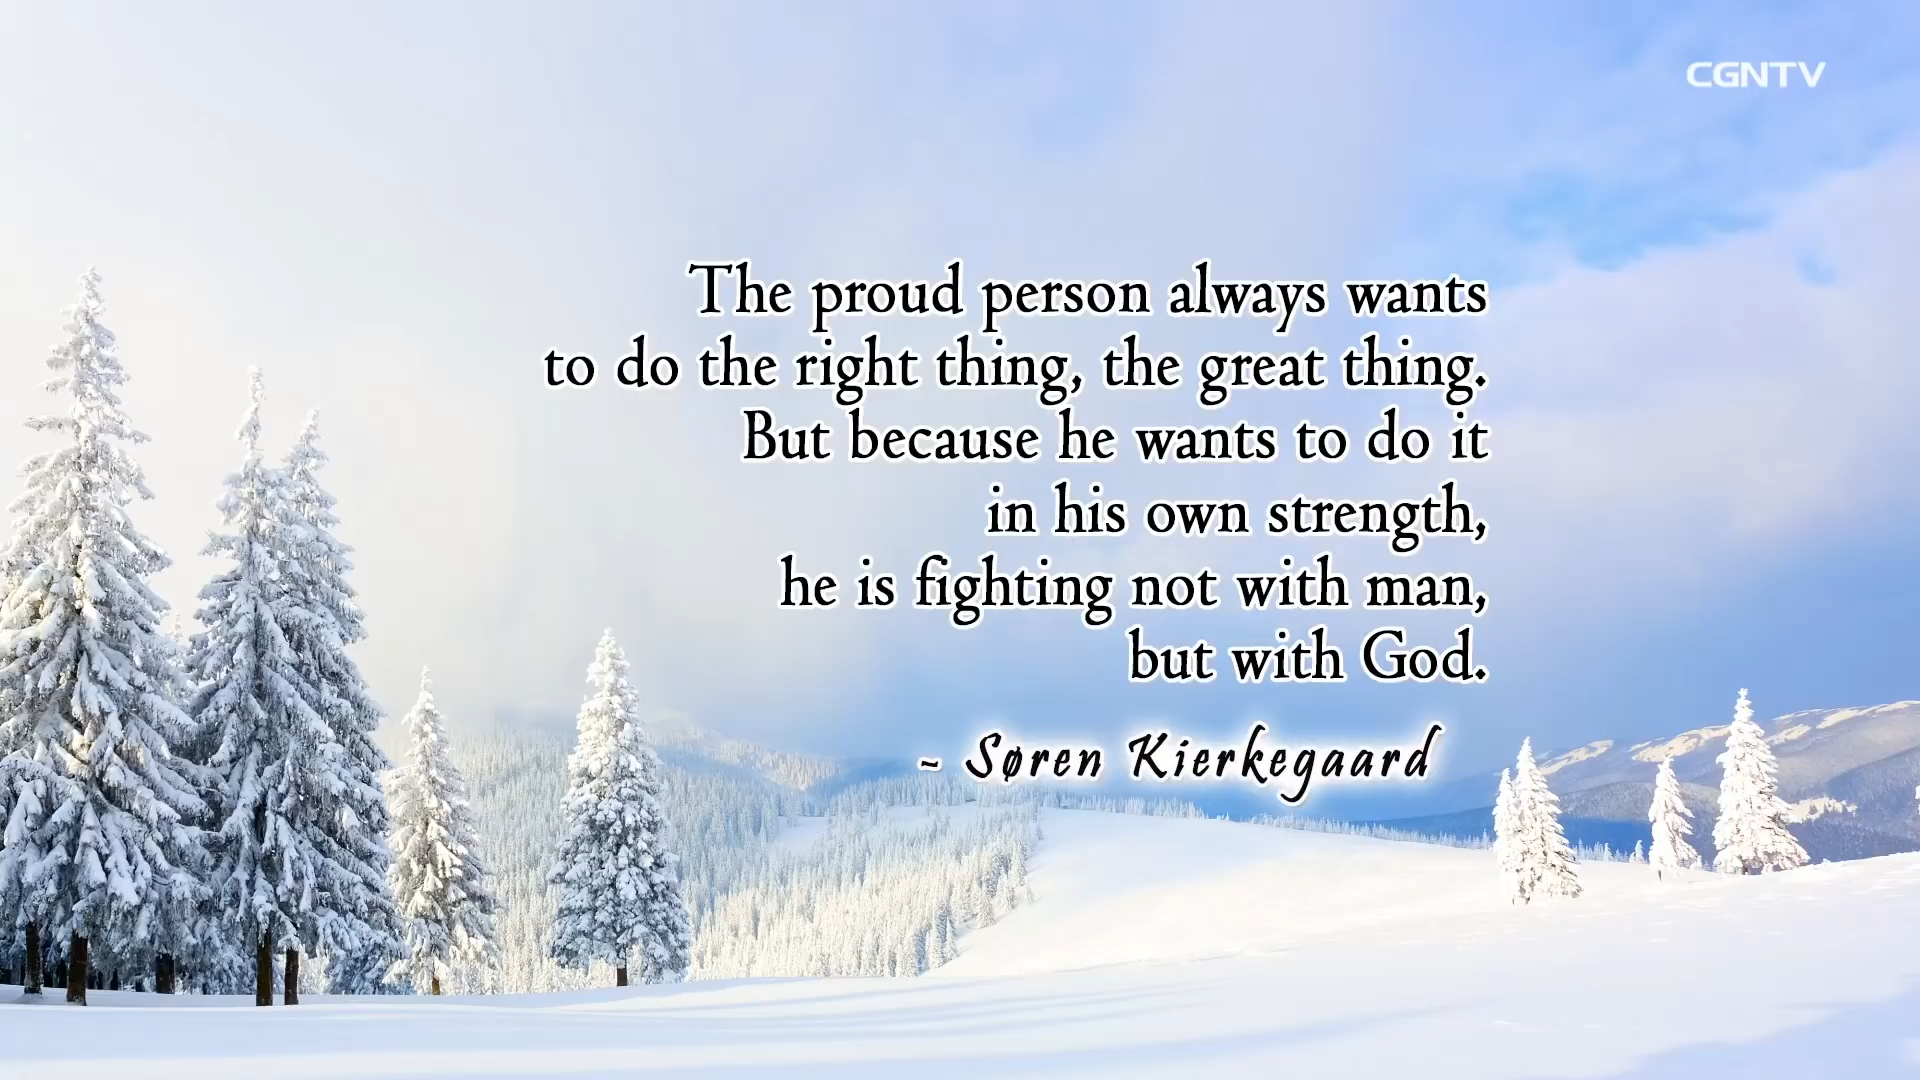 CGNTV
The proud person always wants
to do the right thing, the great thing.
But because he wants to do it
in his own strength,
he is fighting not with man,
but with God.
~ Søren Kierkegaard